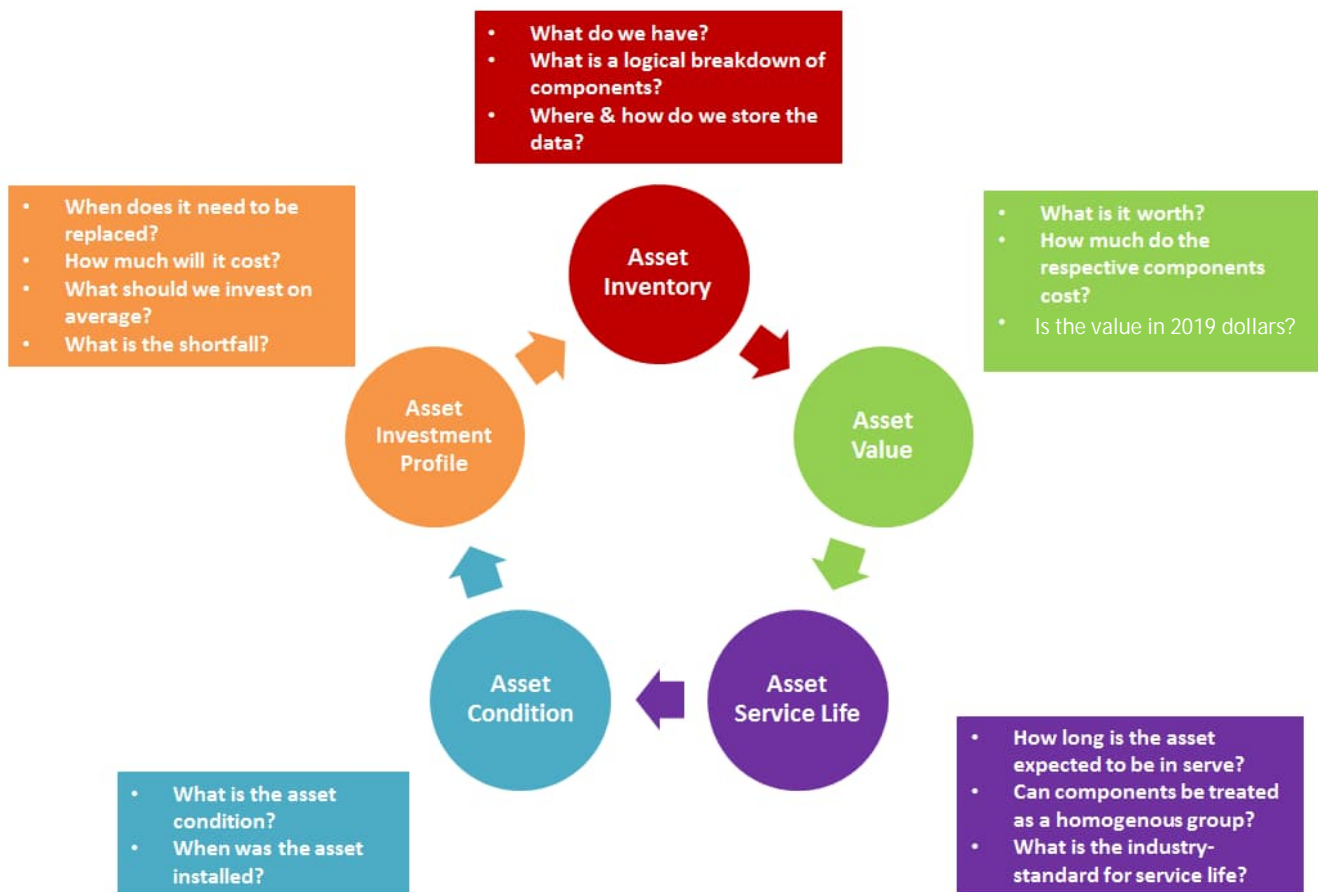 • What do we have?
• What is a logical breakdown of
components?
• Where & how do we store the
data?
• When does it need to be
replaced?
• How much will it cost?
• What should we invest on
average?
• What is the shortfall?
• What is it worth?
• How much do the
respective components
cost?
• Is the value in 2019 dollars?
Asset
Inventory
Asset
Investment
Profile
Asset
Value
Asset
Condition
Asset
Service Life
• What is the asset
condition?
• When was the asset
installed?
• How long is the asset
expected to be in serve?
• Can components be treated
as a homogenous group?
• What is the industry-
standard for service life?